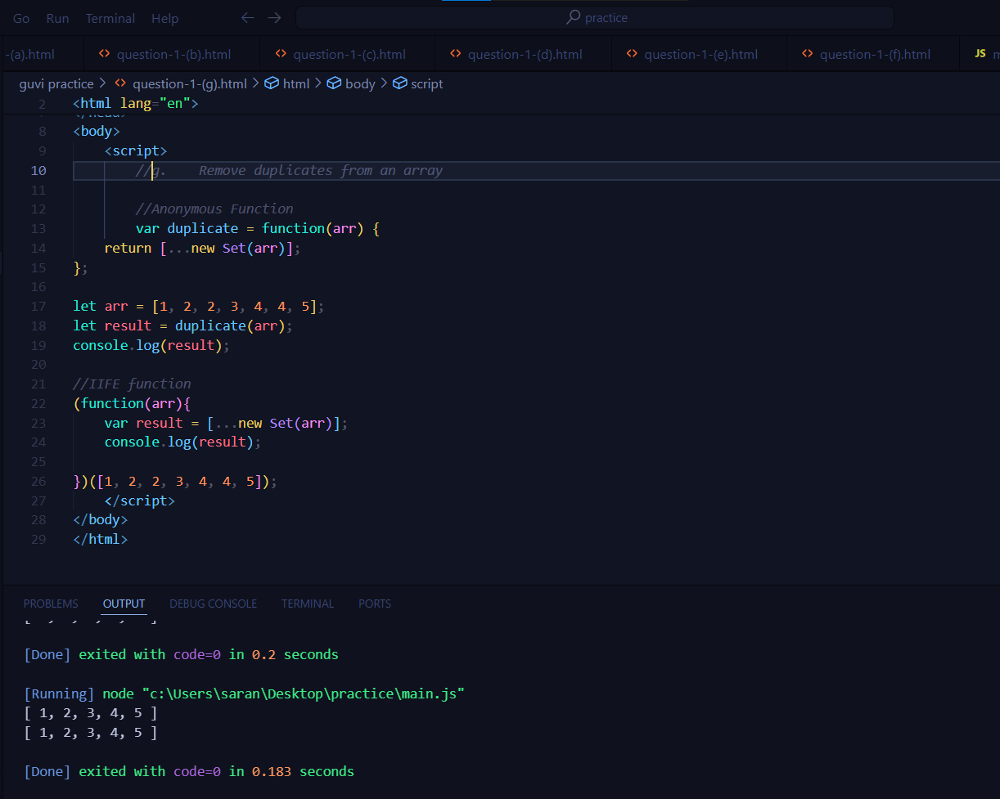 Go Run Terminal Help ← → practice
-(a).html <> question-1-(b).html <> question-1-(c).html <> question-1-(d).html <> question-1-(e).html <> question-1-(f).html JS
guvi practice > <> question-1-(g).html > html > body > script
2 <html lang="en">
</head>
8 <body>
9 <script>
10 //g. Remove duplicates from an array
11
12 //Anonymous Function
13 var duplicate = function(arr) {
14 return [...new Set(arr)];
15 };
16
17 let arr = [1, 2, 2, 3, 4, 4, 5];
18 let result = duplicate(arr);
19 console.log(result);
20
21 //IIFE function
22 (function(arr){
23 var result = [...new Set(arr)];
24 console.log(result);
25
26 })([1, 2, 2, 3, 4, 4, 5]);
27 </script>
28 </body>
29 </html>
PROBLEMS OUTPUT DEBUG CONSOLE TERMINAL PORTS
[Done] exited with code=0 in 0.2 seconds
[Running] node "c:\Users\saran\Desktop\practice\main.js"
[ 1, 2, 3, 4, 5 ]
[ 1, 2, 3, 4, 5 ]
[Done] exited with code=0 in 0.183 seconds